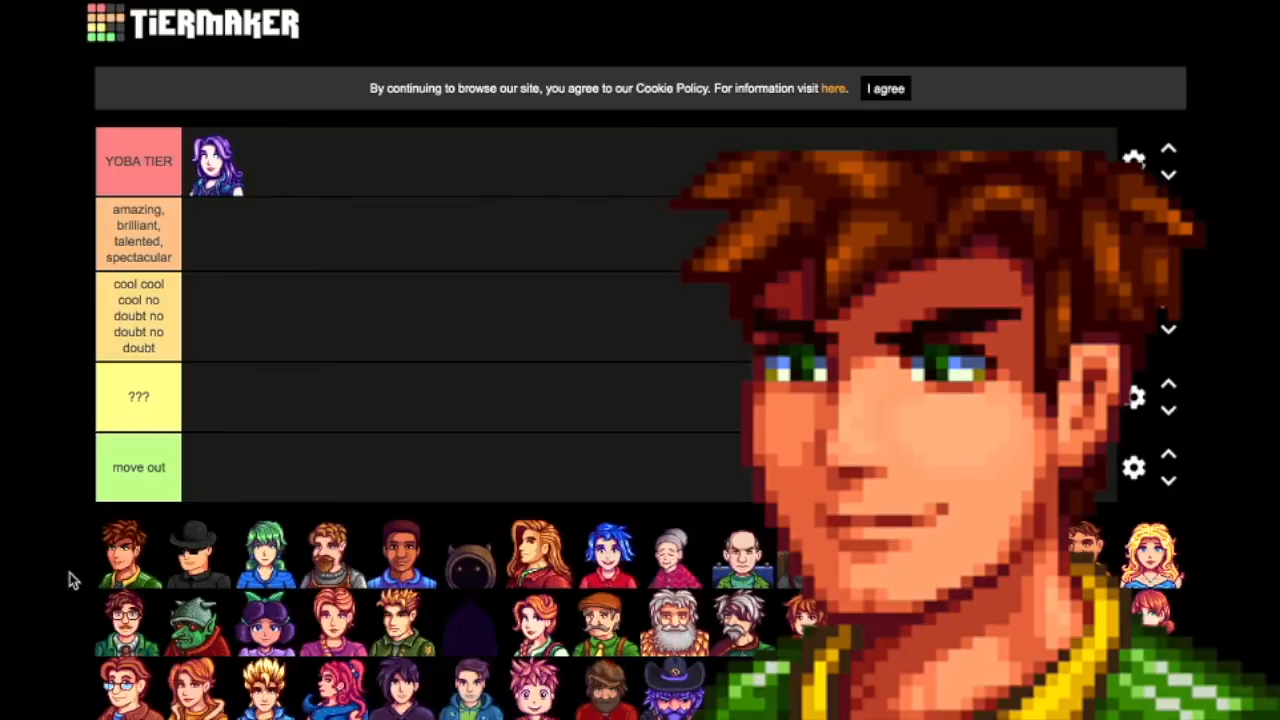 TIERMAKER
By continuing to browse our site, you agree to our Cookie Policy. For information visit here.
I agree
YOBA TIER
amazing,
brilliant,
talented,
spectacular
cool cool
cool no
doubt no
doubt no
doubt
???
move out